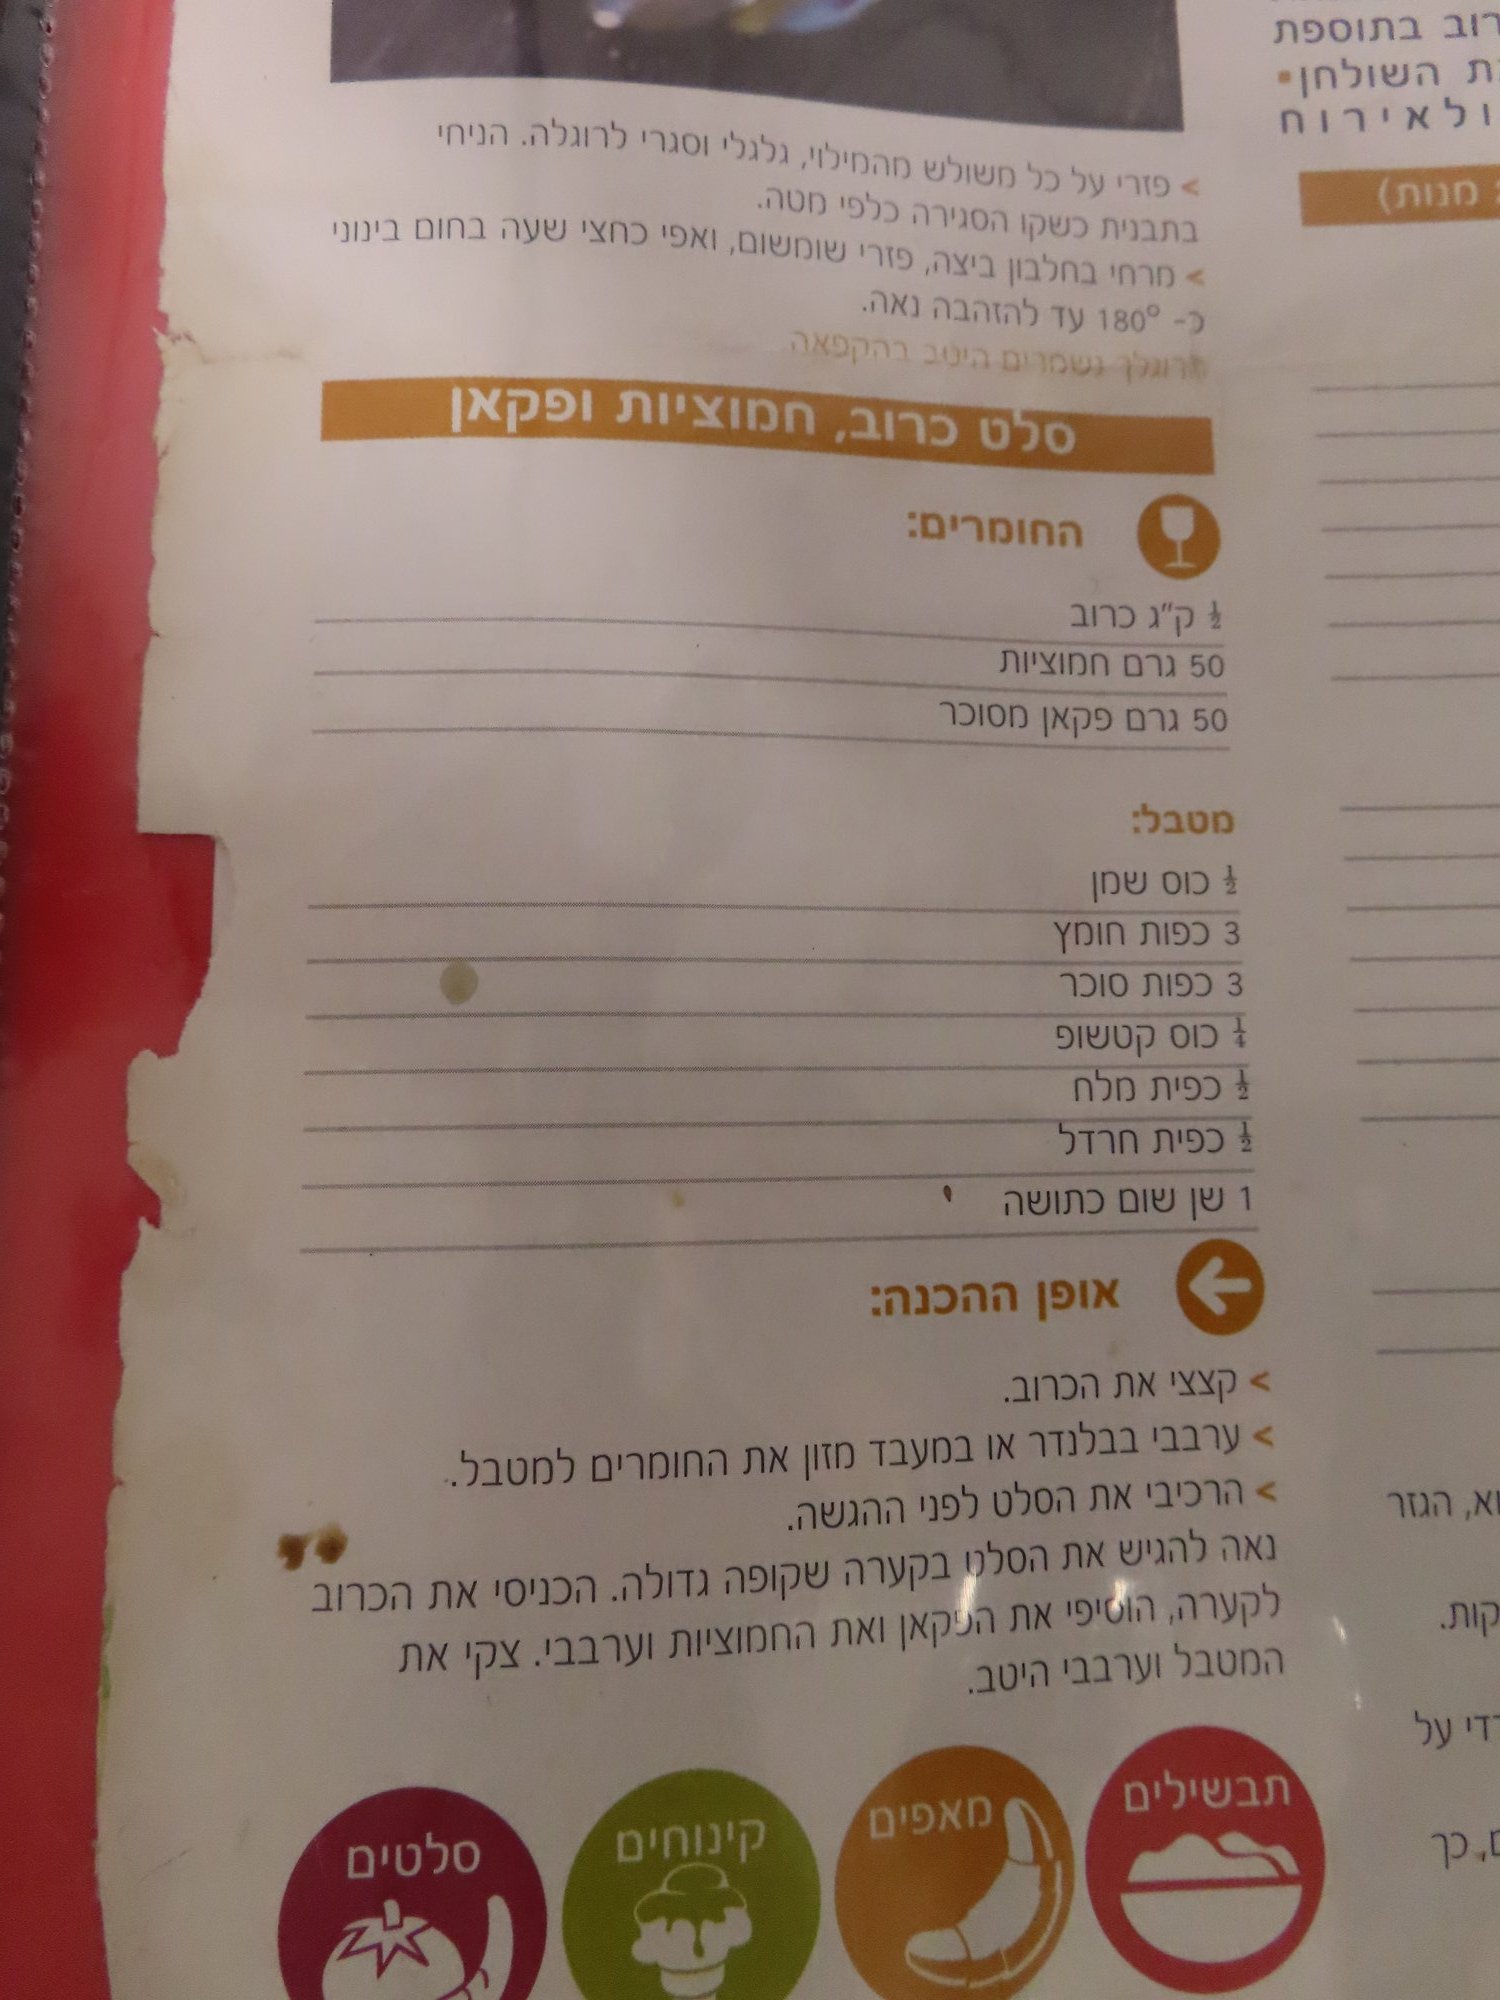 רוב בתוספת
ת השולחן
ולאירוח
מנות)
> פזרי על כל משולש מהמילוי, גלגלי וסגרי לרוגלה. הניחי
בתבנית כשקו הסגירה כלפי מטה.
> מרחי בחלבון ביצה, פזרי שומשום, ואפי כחצי שעה בחום בינוני
כ- 180° עד להזהבה נאה.
נשמרים היטב בהקפאה
סלט כרוב, חמוציות ופקאן
החומרים:
½ ק"ג כרוב
50 גרם חמוציות
50 גרם פקאן מסוכר
מטבל:
½ כוס שמן
3 כפות חומץ
3 כפות סוכר
¼ כוס קטשופ
½ כפית מלח
½ כפית חרדל
1 שן שום כתושה
אופן ההכנה:
> קצצי את הכרוב.
> ערבבי בבלנדר או במעבד מזון את החומרים למטבל.
> הרכיבי את הסלט לפני ההגשה.
נאה להגיש את הסלט בקערה שקופה גדולה. הכניסי את הכרוב
לקערה, הוסיפי את הפקאן ואת החמוציות וערבבי. צקי את
המטבל וערבבי היטב.
הגזר
על
כך
תבשילים
מאפים
קינוחים
סלטים